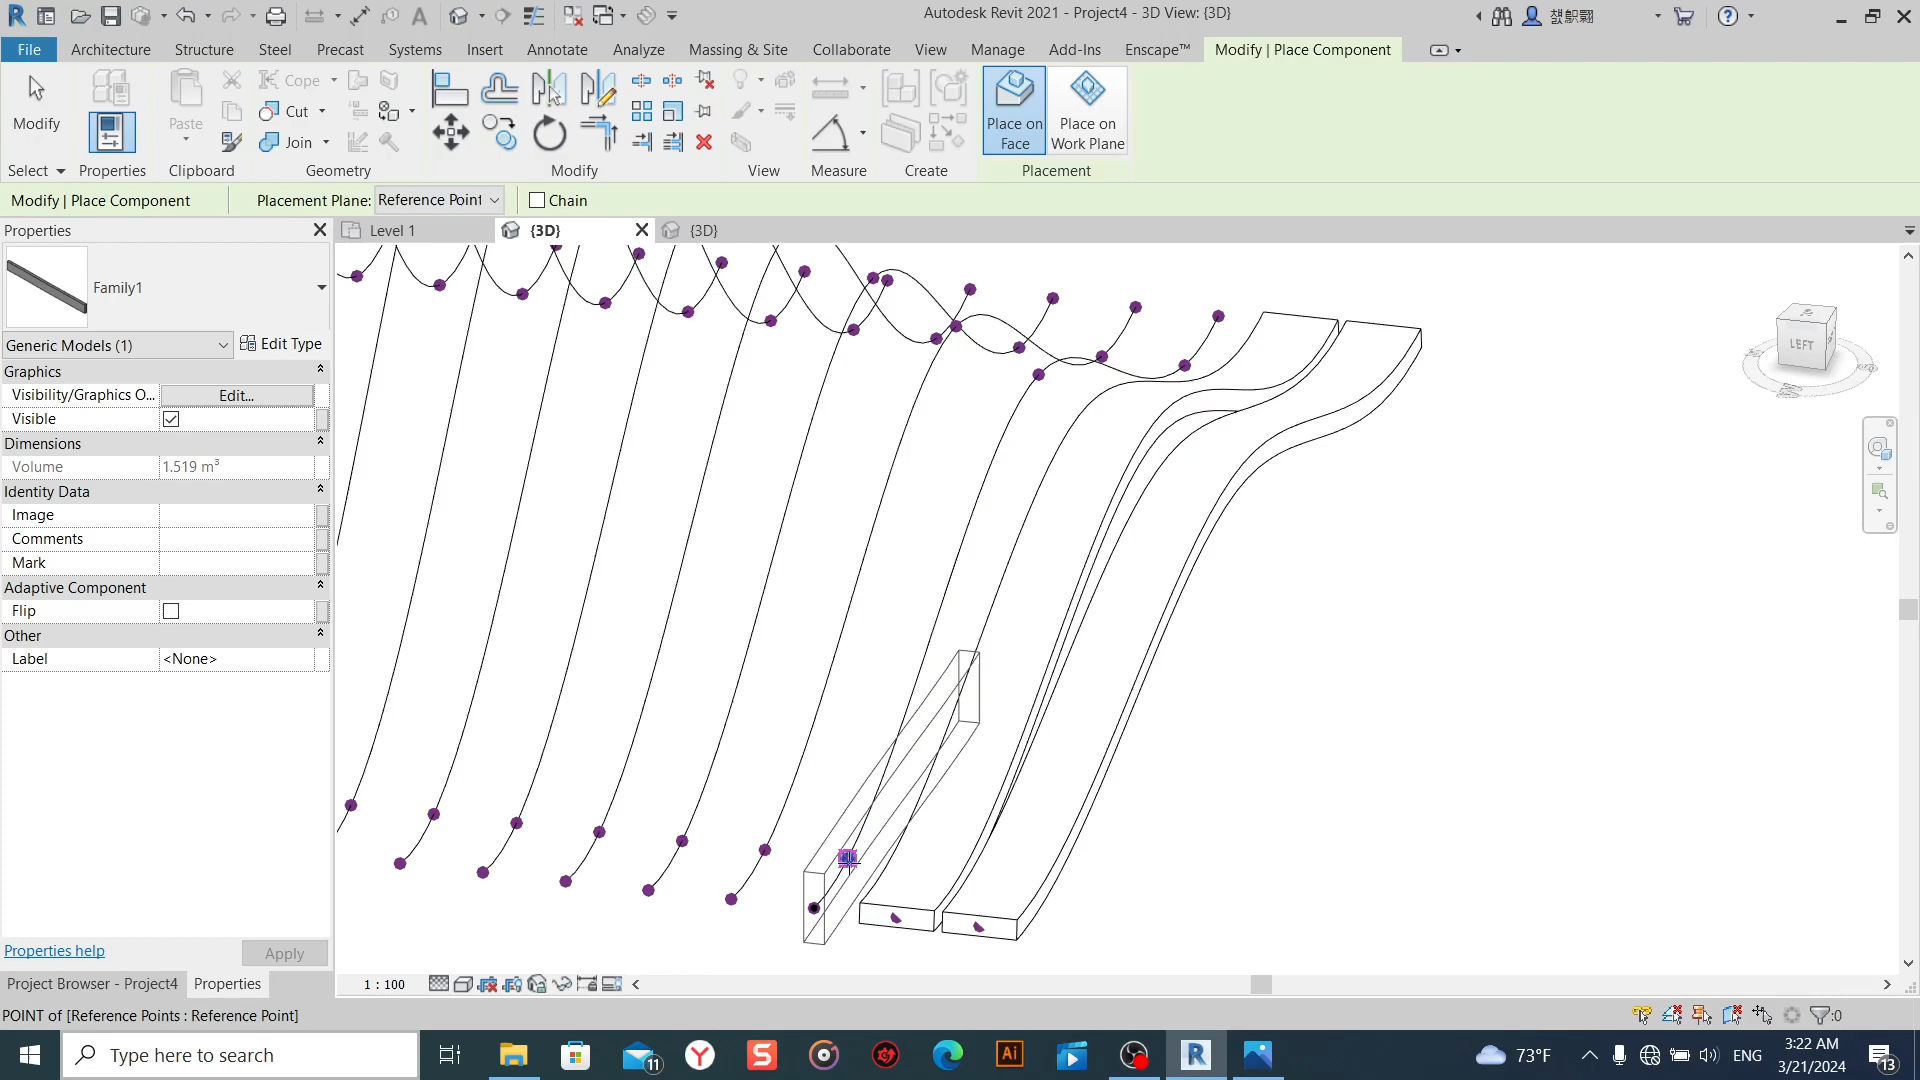 Autodesk Revit 2021 - Project4 - 3D View: {3D}
File Architecture Structure Steel Precast Systems Insert Annotate Analyze Massing & Site Collaborate View Manage Add-Ins Enscape™ Modify | Place Component
Modify
Paste
Cope
Cut
Join
Place on Face
Place on Work Plane
Select Properties Clipboard Geometry Modify View Measure Create Placement
Modify | Place Component Placement Plane: Reference Point Chain
Properties
Level 1 {3D} {3D}
Family1
Generic Models (1) Edit Type
Graphics
Visibility/Graphics O... Edit...
Visible
Dimensions
Volume 1.519 m³
Identity Data
Image
Comments
Mark
Adaptive Component
Flip
Other
Label <None>
LEFT
Properties help Apply
Project Browser - Project4 Properties
1 : 100
POINT of [Reference Points : Reference Point]
:0
Type here to search
11
Ai
73°F
ENG
3:22 AM
3/21/2024
13